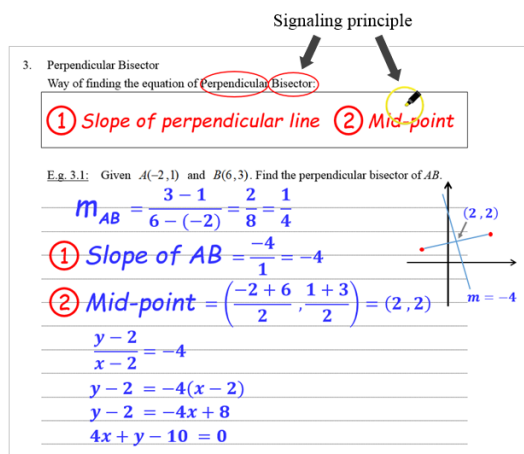 Signaling principle
3. Perpendicular Bisector
Way of finding the equation of Perpendicular Bisector:
① Slope of perpendicular line ② Mid-point
E.g. 3.1: Given A(−2,1) and B(6,3). Find the perpendicular bisector of AB.
m_AB = (3 − 1)/(6 − (−2)) = 2/8 = 1/4
(2,2)
① Slope of AB = −4/1 = −4
② Mid-point = ((−2 + 6)/2, (1 + 3)/2) = (2,2)
m = −4
(y − 2)/(x − 2) = −4
y − 2 = −4(x − 2)
y − 2 = −4x + 8
4x + y − 10 = 0